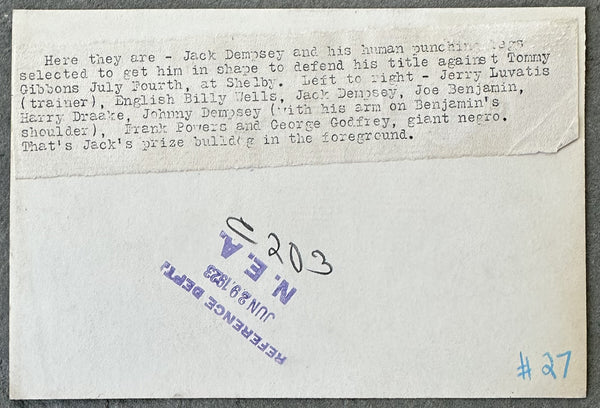 Here they are - Jack Dempsey and his human punching bags
selected to get him in shape to defend his title against Tommy
Gibbons July Fourth, at Shelby. Left to right - Jerry Luvatis
(trainer), English Billy Wells, Jack Dempsey, Joe Benjamin,
Harry Draake, Johnny Dempsey (with his arm on Benjamin's
shoulder), Frank Powers and George Godfrey, giant negro.
That's Jack's prize bulldog in the foreground.
C203
N. E. A.
JUN 29, 1923
REFERENCE DEPT.
#27